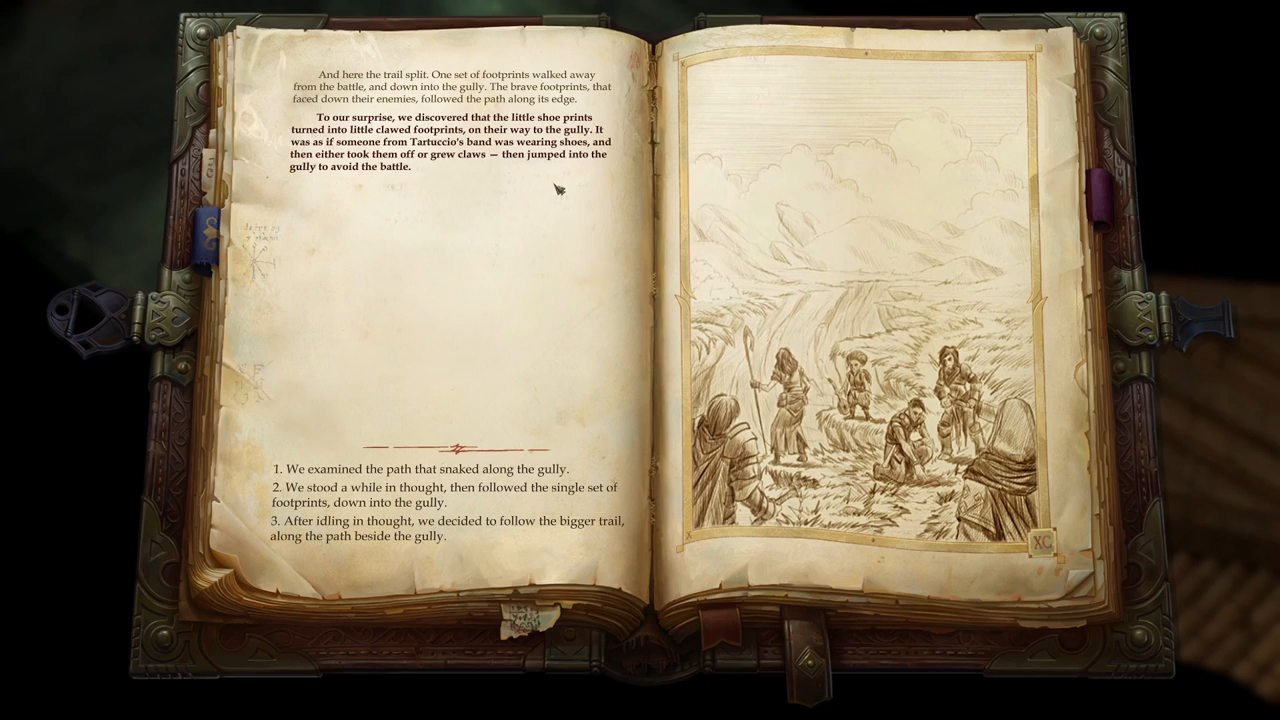 And here the trail split. One set of footprints walked away
from the battle, and down into the gully. The brave footprints, that
faced down their enemies, followed the path along its edge.
To our surprise, we discovered that the little shoe prints
turned into little clawed footprints, on their way to the gully. It
was as if someone from Tartuccio's band was wearing shoes, and
then either took them off or grew claws — then jumped into the
gully to avoid the battle.
1. We examined the path that snaked along the gully.
2. We stood a while in thought, then followed the single set of
footprints, down into the gully.
3. After idling in thought, we decided to follow the bigger trail,
along the path beside the gully.
XC